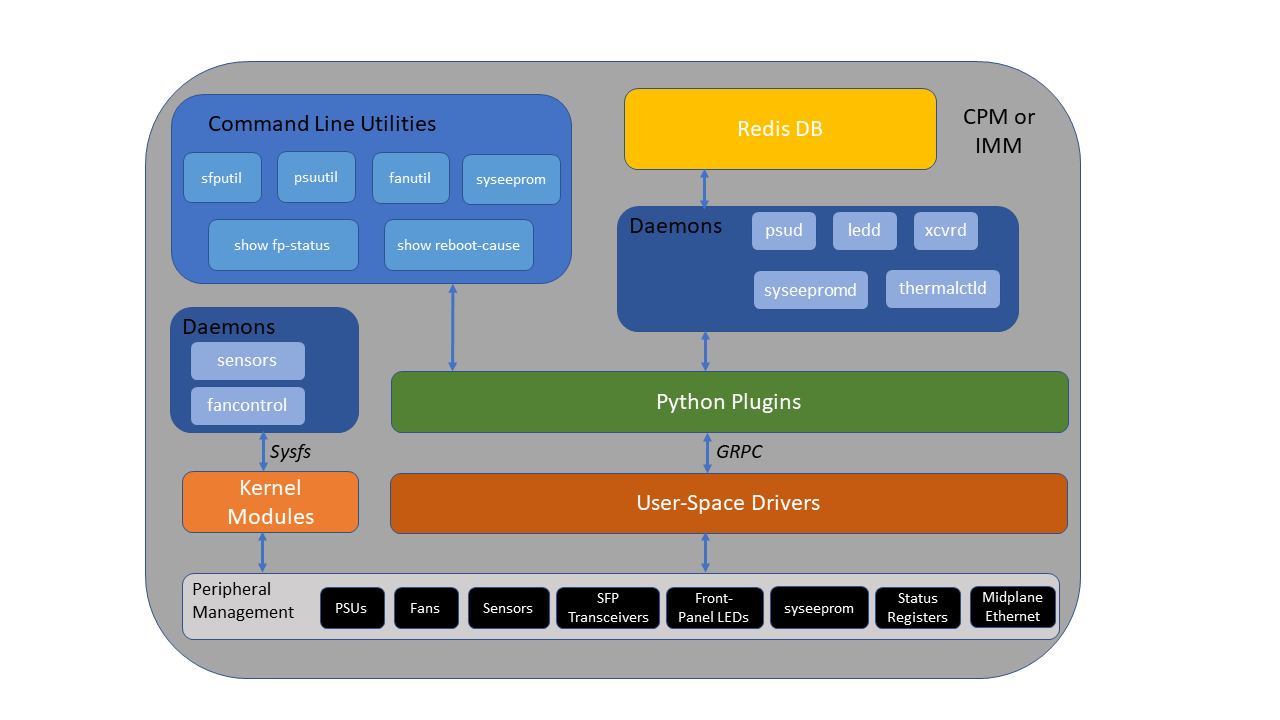 Command Line Utilities
sfputil
psuutil
fanutil
syseeprom
show fp-status
show reboot-cause
Redis DB
CPM or
IMM
Daemons
psud
ledd
xcvrd
syseepromd
thermalctld
Daemons
sensors
fancontrol
Python Plugins
Sysfs
GRPC
Kernel
Modules
User-Space Drivers
Peripheral
Management
PSUs
Fans
Sensors
SFP
Transceivers
Front-
Panel LEDs
syseeprom
Status
Registers
Midplane
Ethernet